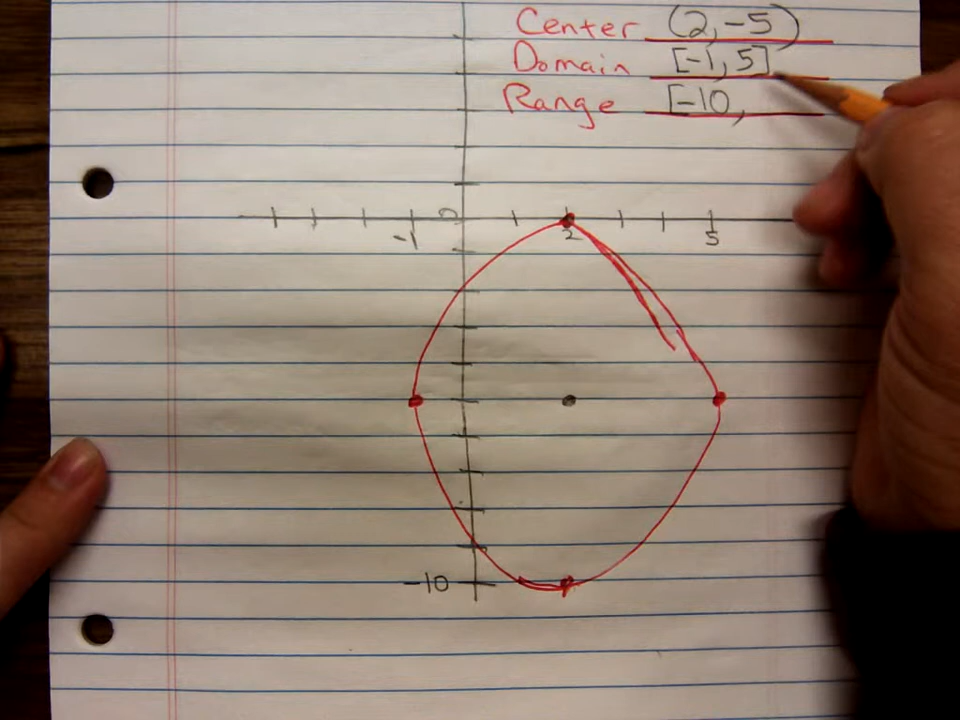 Center (2, -5)
Domain [-1, 5]
Range [-10,
0
-1 2 5
-10